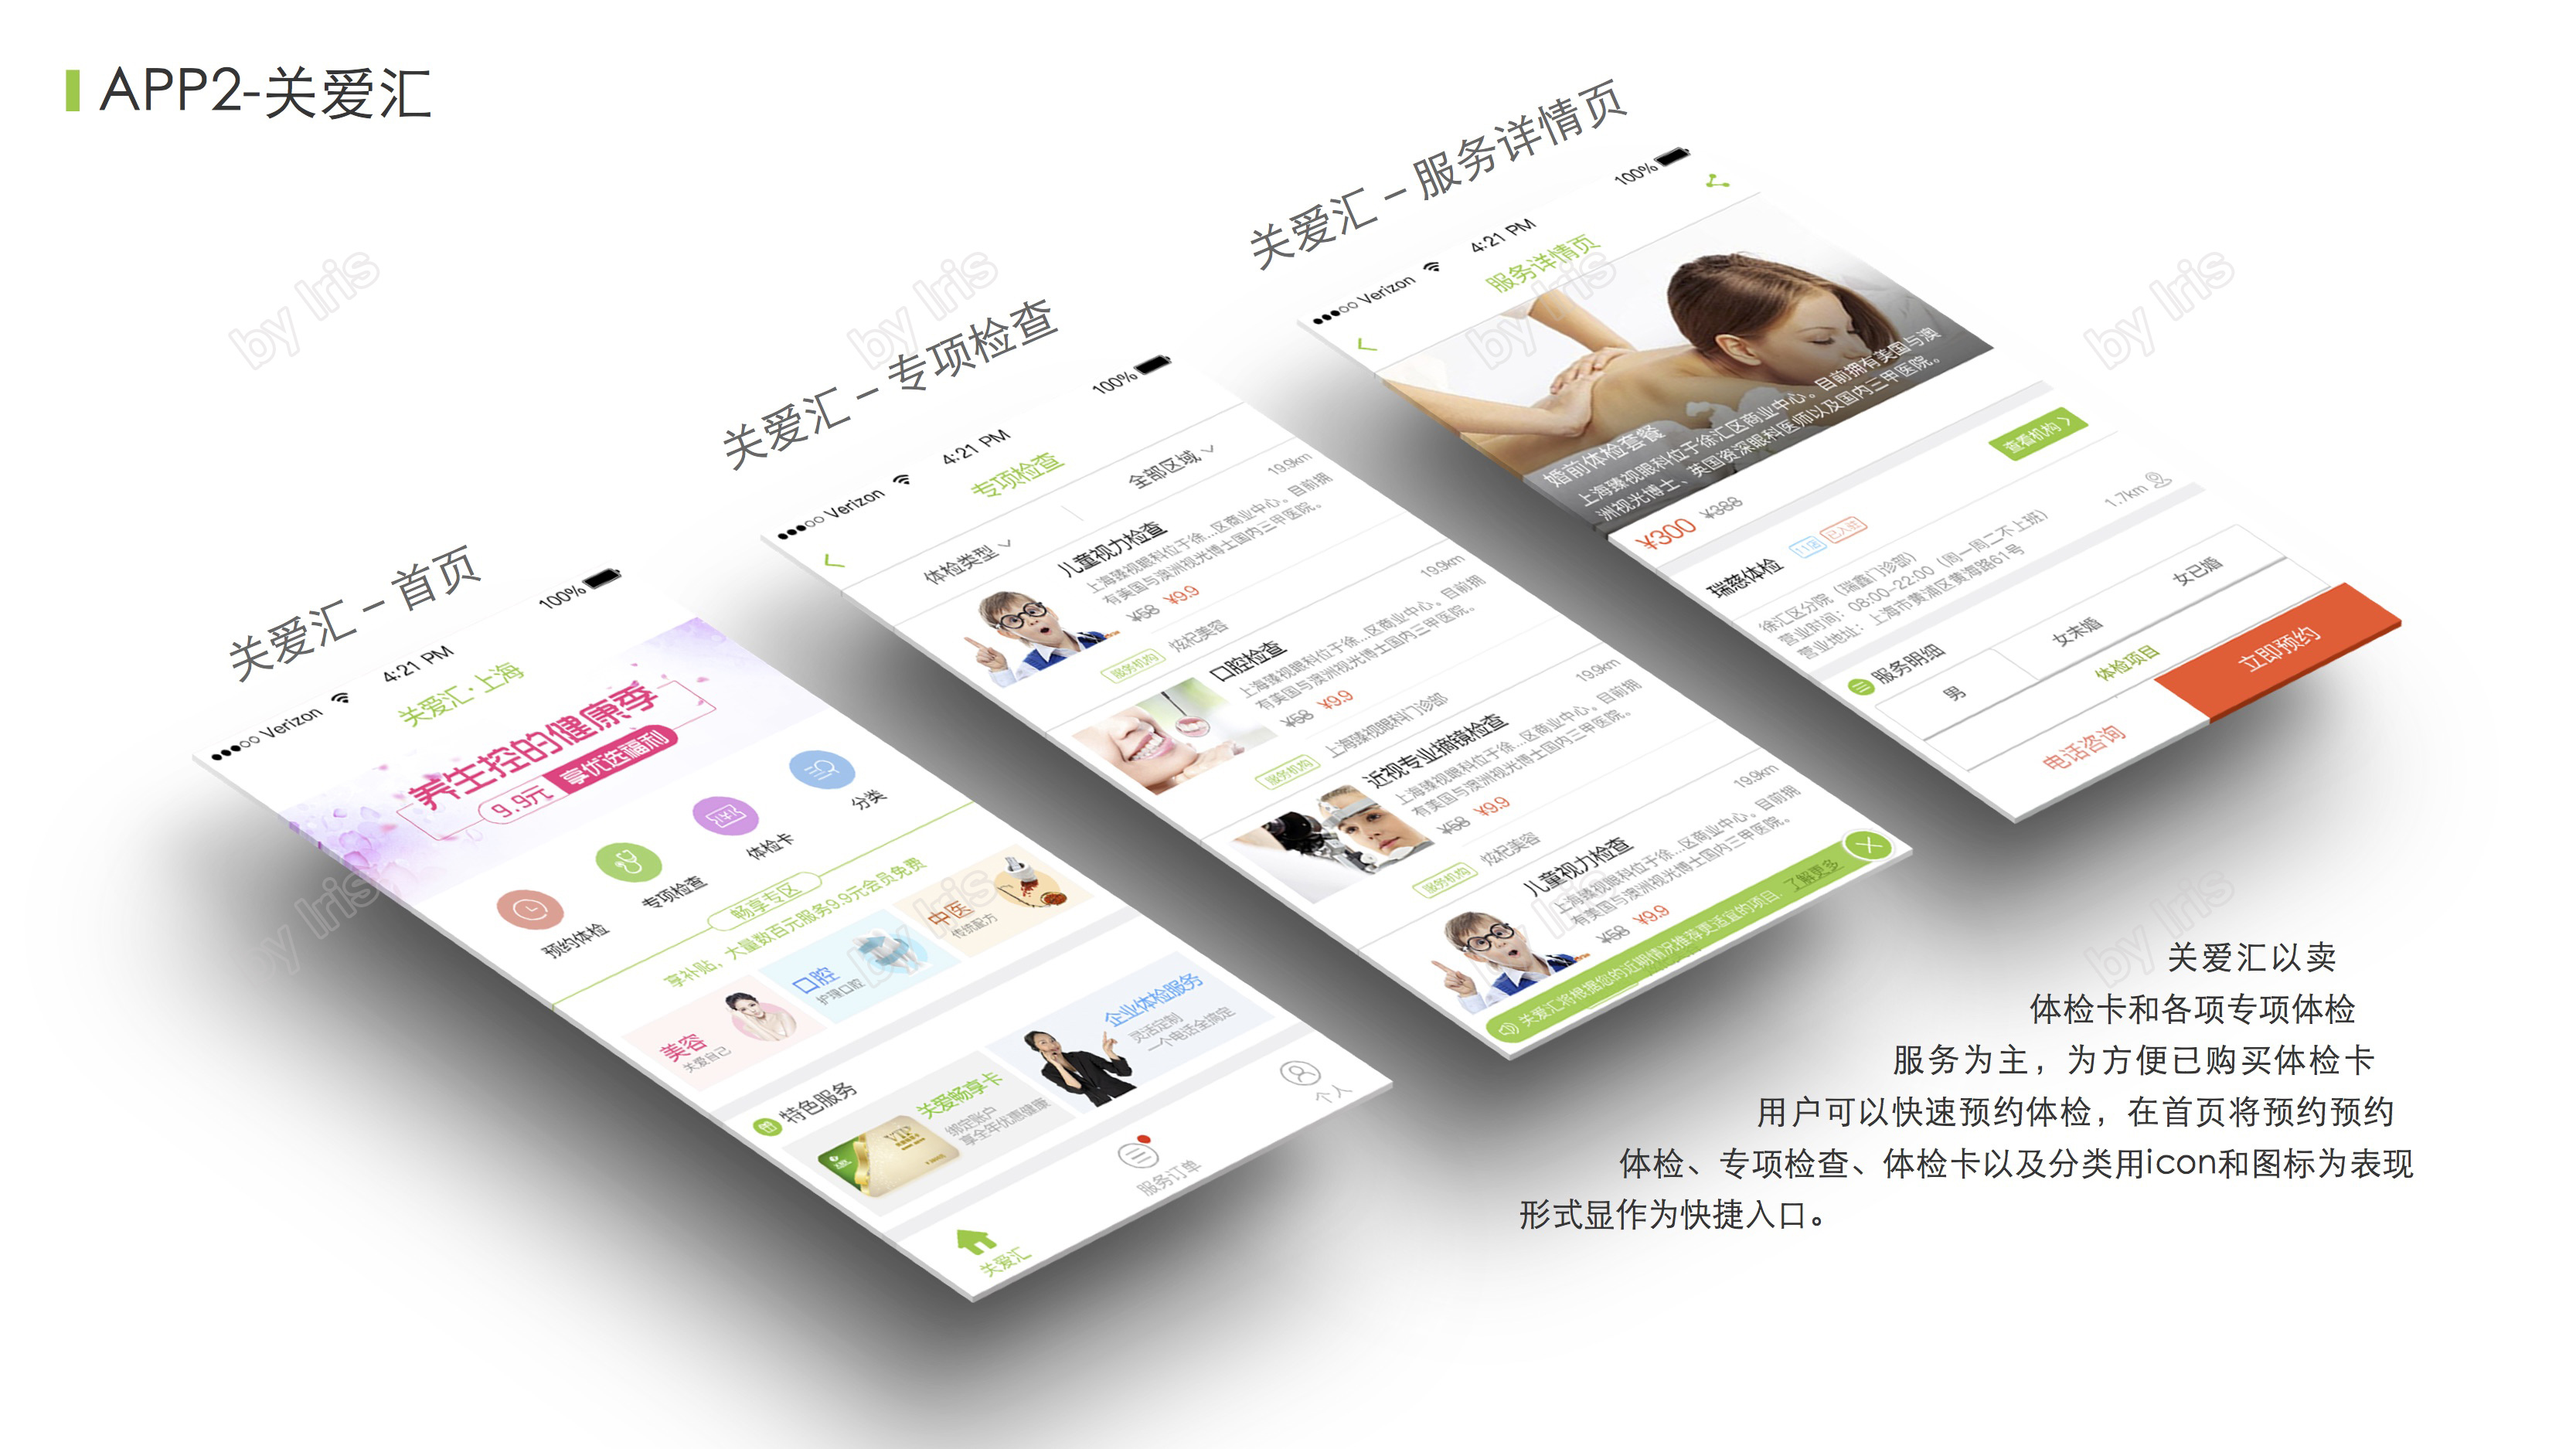 APP2-关爱汇
关爱汇 – 首页
Verizon 4:21 PM 100%
关爱汇·上海
养生控的健康季
9.9元 享优选福利
预约体检 专项检查 体检卡 分类
畅享专区
享补贴，大量数百元服务9.9元会员免费
美容 口腔 中医
关爱自己 护理口腔 传统配方
特色服务
关爱畅享卡
绑定账户
享全年优惠健康
VIP
企业体检服务
灵活定制
一个电话全搞定
关爱汇 服务订单 个人
关爱汇 – 专项检查
Verizon 4:21 PM 100%
专项检查
体检类型 全部区域
儿童视力检查 19.9km
上海臻视眼科位于徐...区商业中心。目前拥
有美国与澳洲视光博士国内三甲医院。
¥58 ¥9.9
服务机构 炫杞美容
口腔检查 19.9km
上海臻视眼科位于徐...区商业中心。目前拥
有美国与澳洲视光博士国内三甲医院。
¥58 ¥9.9
服务机构 上海臻视眼科门诊部
近视专业摘镜检查 19.9km
上海臻视眼科位于徐...区商业中心。目前拥
有美国与澳洲视光博士国内三甲医院。
¥58 ¥9.9
服务机构 炫杞美容
儿童视力检查 19.9km
上海臻视眼科位于徐...区商业中心。目前拥
有美国与澳洲视光博士国内三甲医院。
¥58 ¥9.9
关爱汇将根据您的近期情况推荐更适宜的项目. 了解更多
关爱汇 – 服务详情页
Verizon 4:21 PM 100%
服务详情页
婚前体检套餐
上海臻视眼科位于徐汇区商业中心。目前拥有美国与澳
洲视光博士、英国资深眼科医师以及国内三甲医院。
¥300 ¥388 查看机构
瑞慈体检 11店 已入驻
徐汇区分院（瑞鑫门诊部） 1.7km
营业时间：08:00-22:00（周一周二不上班）
营业地址：上海市黄浦区黄海路61号
服务明细
男 女未婚 女已婚
体检项目
电话咨询 立即预约
关爱汇以卖
体检卡和各项专项体检
服务为主，为方便已购买体检卡
用户可以快速预约体检，在首页将预约预约
体检、专项检查、体检卡以及分类用icon和图标为表现
形式显作为快捷入口。
by Iris
by Iris
by Iris
by Iris
by Iris
by Iris
by Iris
by Iris